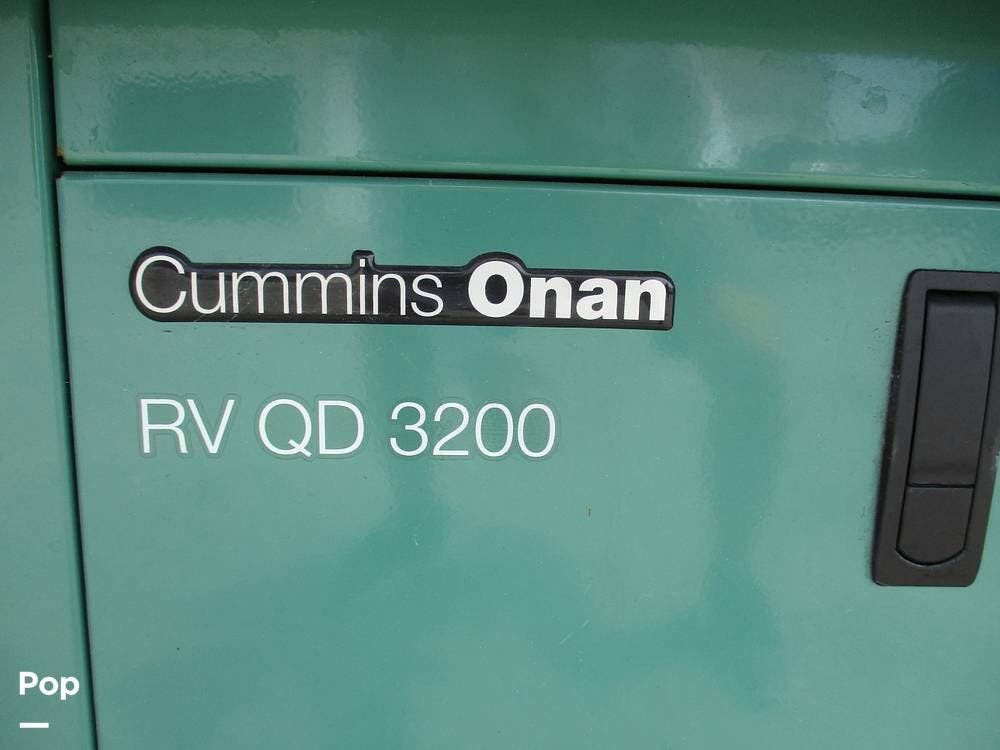 Cummins Onan
RV QD 3200
Pop